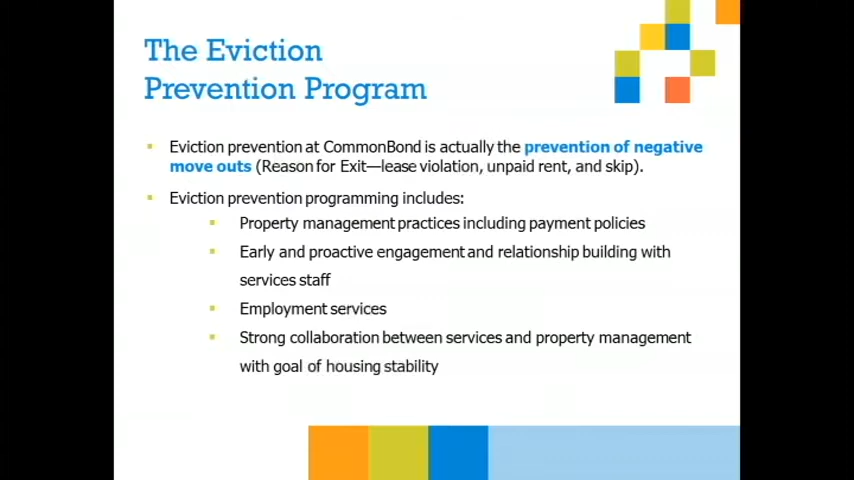 The Eviction
Prevention Program
▪ Eviction prevention at CommonBond is actually the prevention of negative
move outs (Reason for Exit—lease violation, unpaid rent, and skip).
▪ Eviction prevention programming includes:
▪ Property management practices including payment policies
▪ Early and proactive engagement and relationship building with
services staff
▪ Employment services
▪ Strong collaboration between services and property management
with goal of housing stability